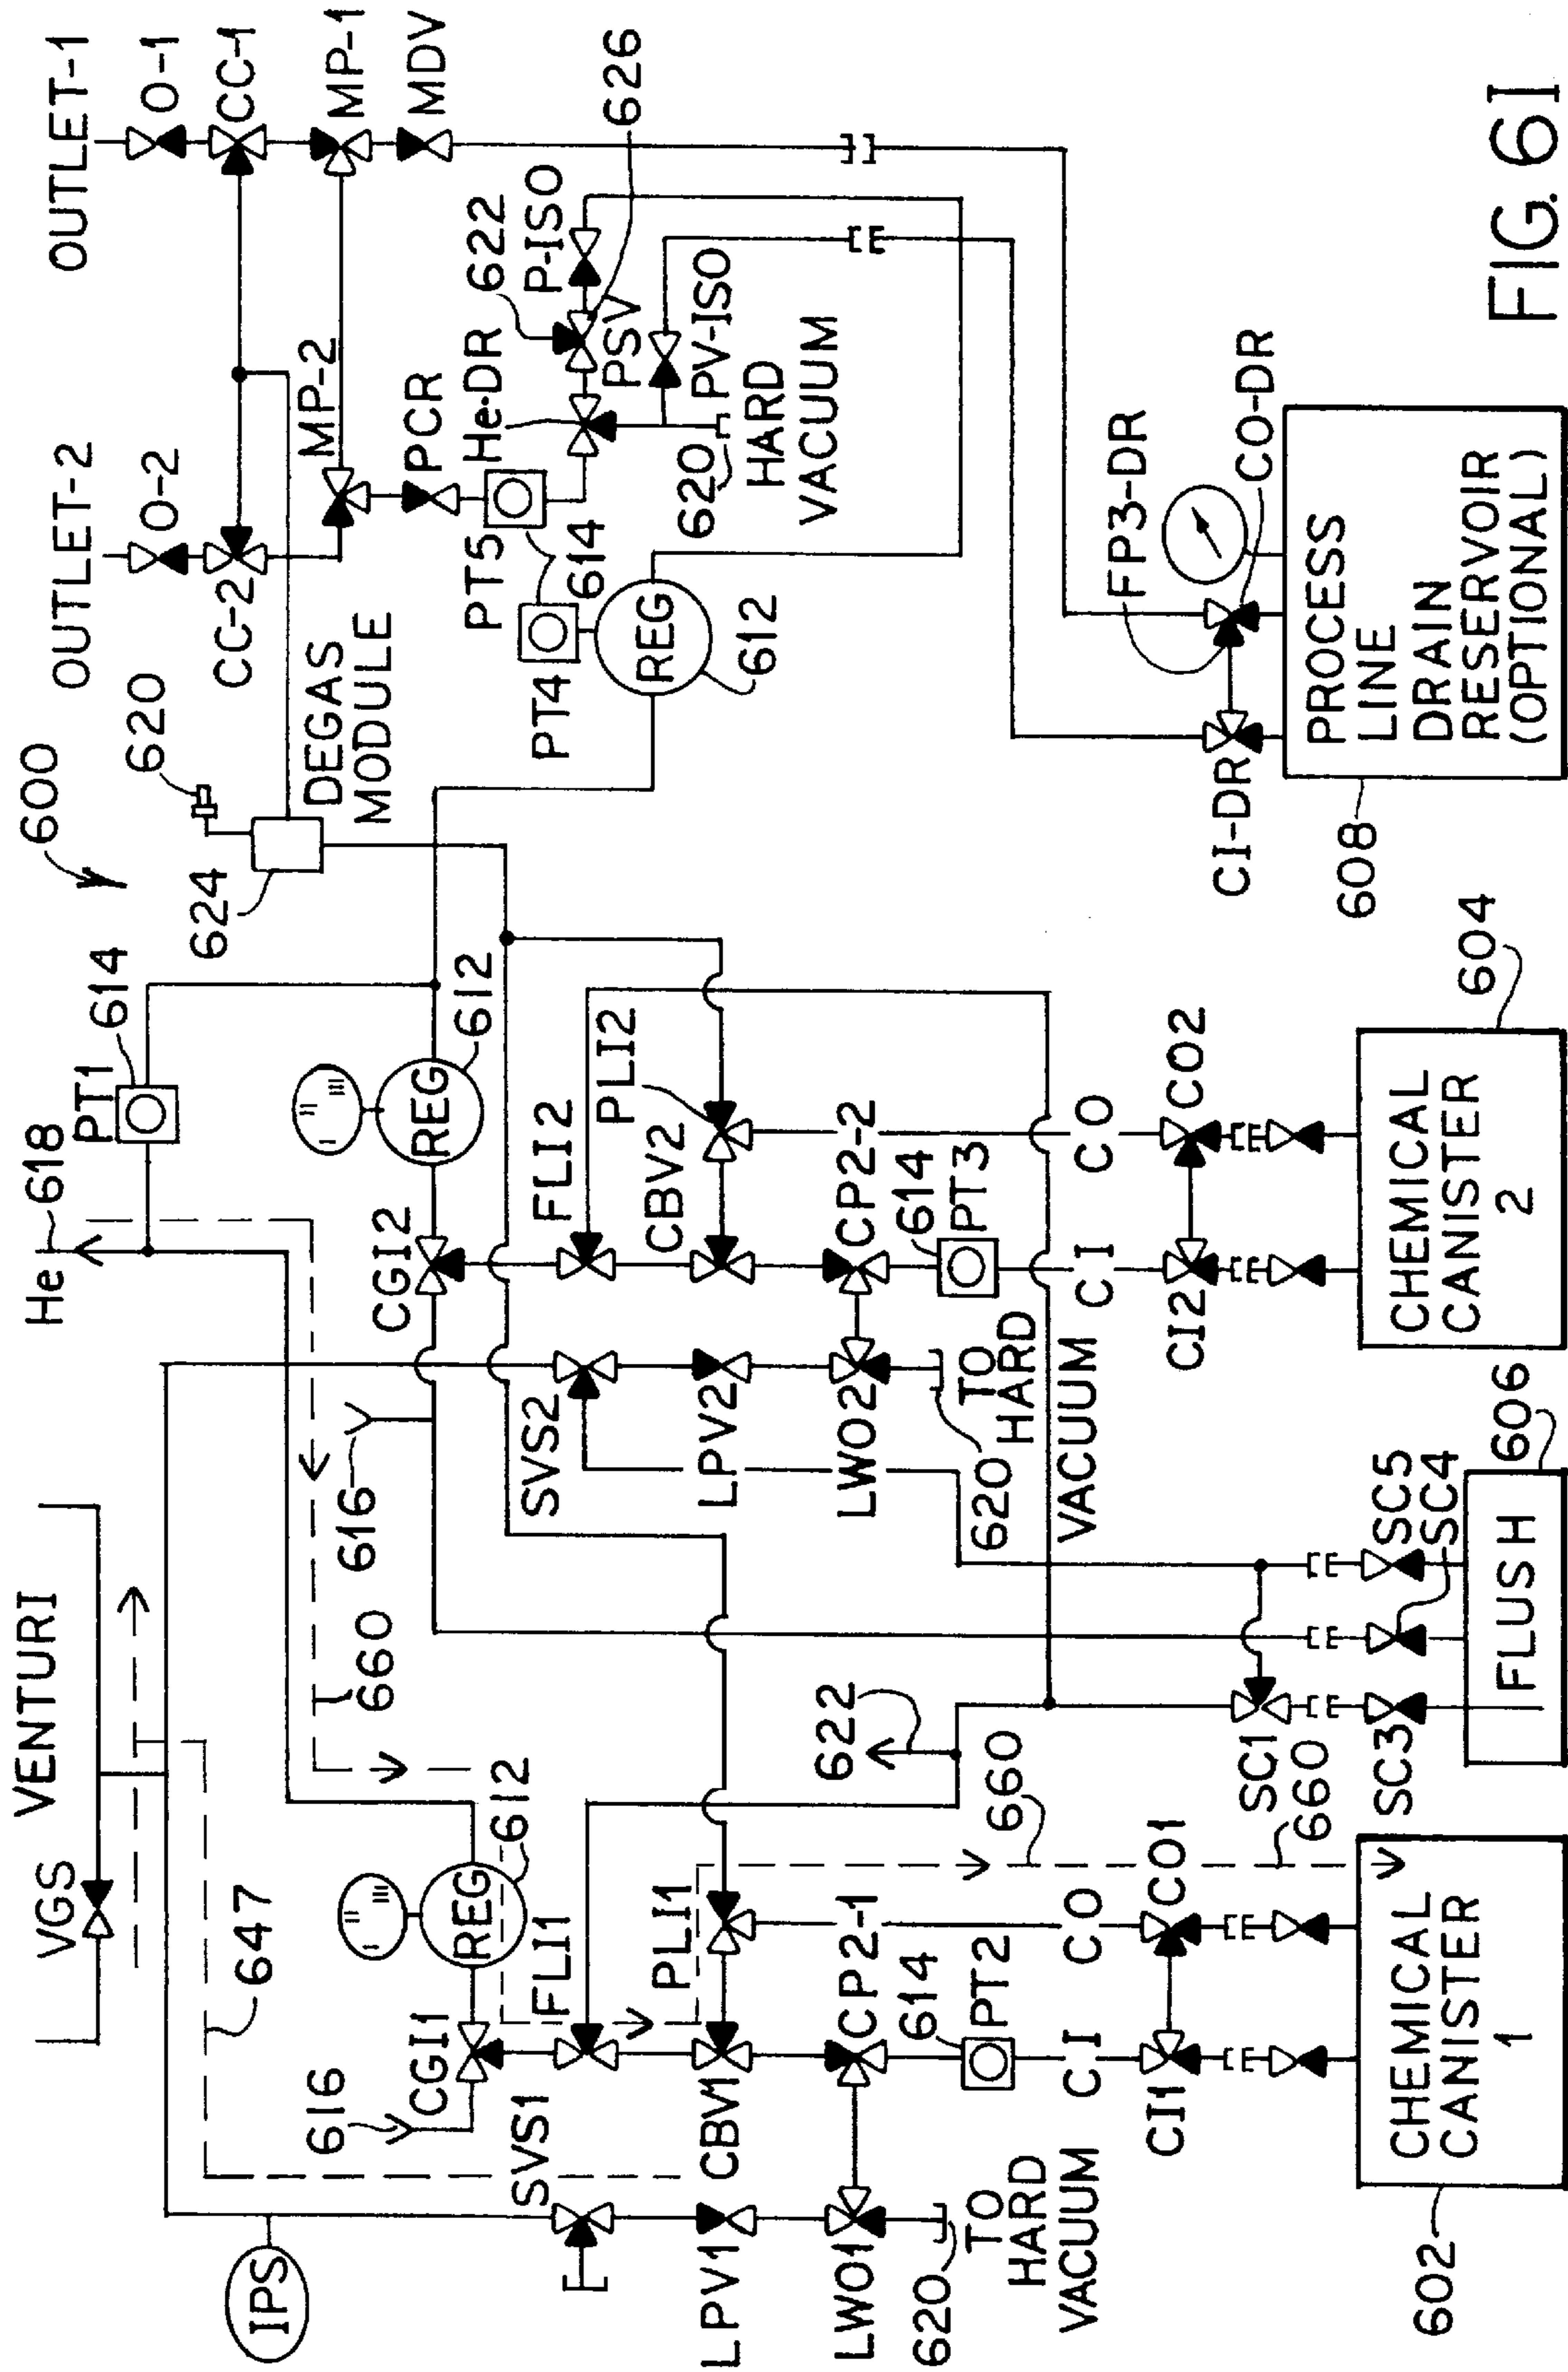 FIG. 6I
600
VENTURI
VGS
647
IPS
He
618
PT1
614
620
624
DEGAS
MODULE
OUTLET-2
O-2
CC-2
OUTLET-1
O-1
CC-1
MP-1
MDV
MP-2
PCR
PT5
614
PT4
REG
612
He-DR
622
P-ISO
PSV
626
PV-ISO
620
HARD
VACUUM
616
660
REG
612
CGI2
REG
612
CGI1
616
FLI1
SVS1
PLI1
CBV1
LPV1
CP2-1
LWO1
620
TO
HARD
VACUUM
614
PT2
CI
CO
660
CI1
CO1
660
CHEMICAL
CANISTER
1
602
622
SC1
SC3
SC4
SC5
FLUSH
606
SVS2
LPV2
LWO2
620
TO
HARD
VACUUM
FLI2
PLI2
CBV2
CP2-2
614
PT3
CI
CO
CI2
CO2
CHEMICAL
CANISTER
2
604
FP3-DR
CO-DR
CI-DR
608
PROCESS
LINE
DRAIN
RESERVOIR
(OPTIONAL)